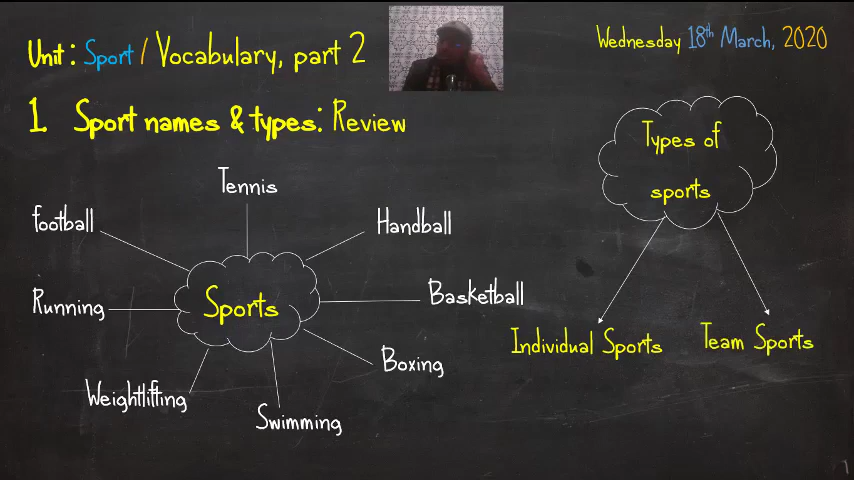 Unit: Sport / Vocabulary, part 2
Wednesday 18th March, 2020
1. Sport names & types: Review
Types of
sports
Tennis
football
Handball
Running
Sports
Basketball
Boxing
Weightlifting
Swimming
Individual Sports
Team Sports
1